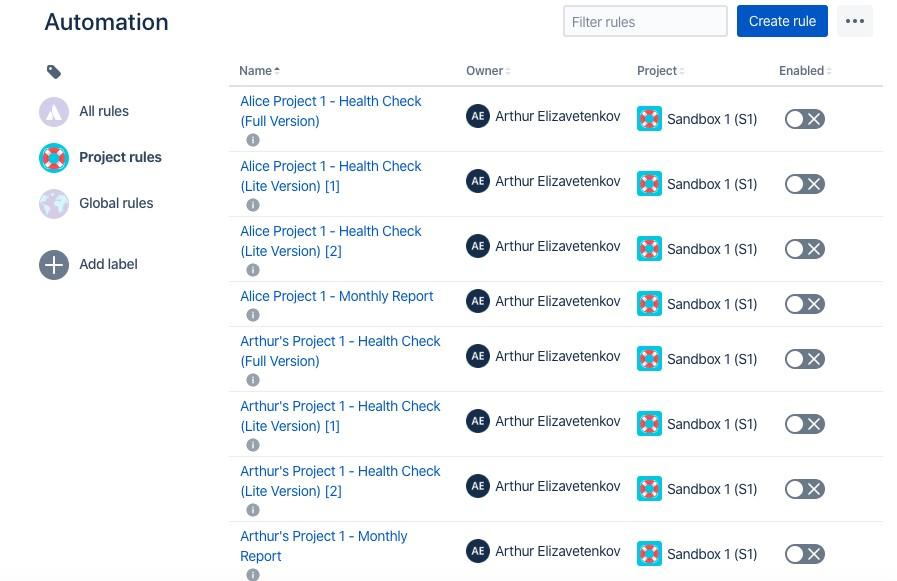 Automation
Filter rules
Create rule
Name
Owner
Project
Enabled
All rules
Project rules
Global rules
Add label
Alice Project 1 - Health Check
(Full Version)
AE Arthur Elizavetenkov
Sandbox 1 (S1)
Alice Project 1 - Health Check
(Lite Version) [1]
AE Arthur Elizavetenkov
Sandbox 1 (S1)
Alice Project 1 - Health Check
(Lite Version) [2]
AE Arthur Elizavetenkov
Sandbox 1 (S1)
Alice Project 1 - Monthly Report
AE Arthur Elizavetenkov
Sandbox 1 (S1)
Arthur's Project 1 - Health Check
(Full Version)
AE Arthur Elizavetenkov
Sandbox 1 (S1)
Arthur's Project 1 - Health Check
(Lite Version) [1]
AE Arthur Elizavetenkov
Sandbox 1 (S1)
Arthur's Project 1 - Health Check
(Lite Version) [2]
AE Arthur Elizavetenkov
Sandbox 1 (S1)
Arthur's Project 1 - Monthly
Report
AE Arthur Elizavetenkov
Sandbox 1 (S1)